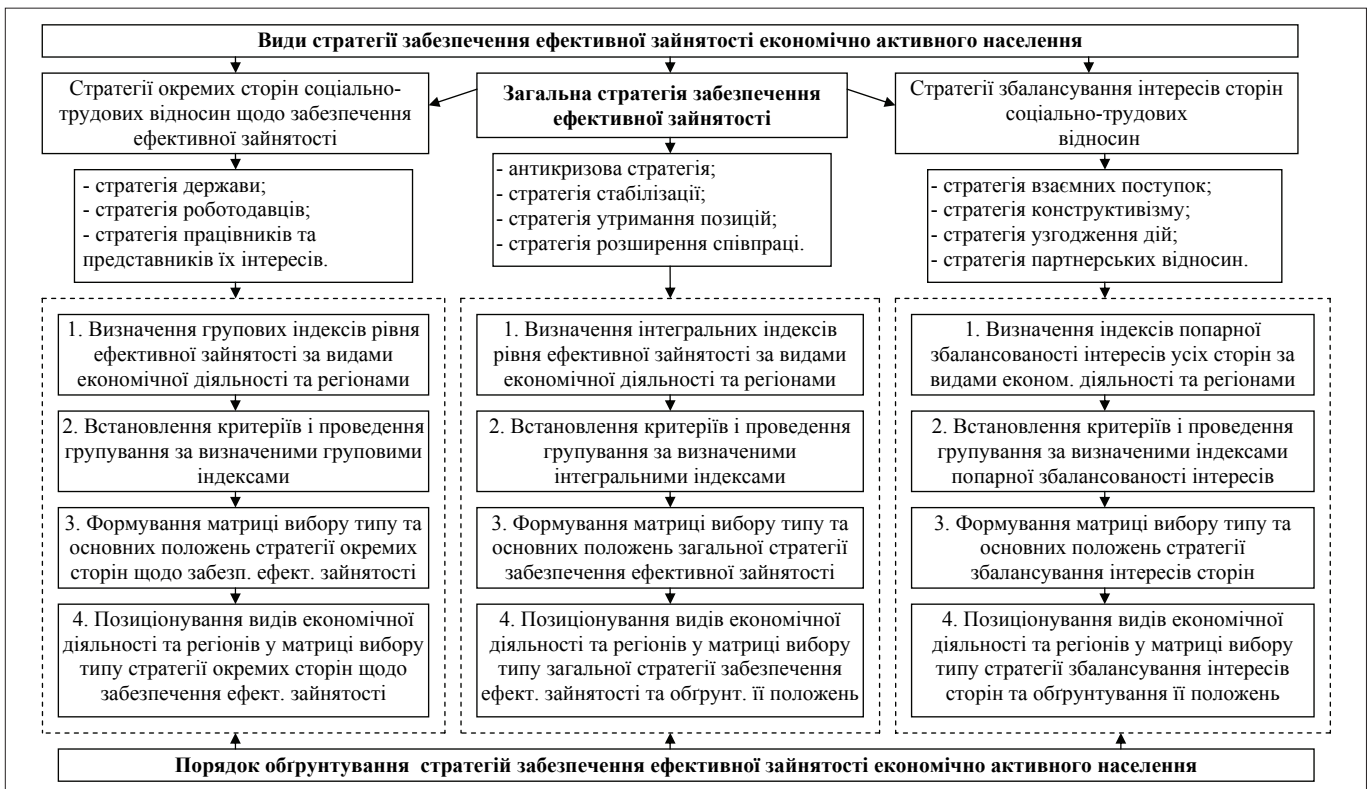 Види стратегії забезпечення ефективної зайнятості економічно активного населення
Стратегії окремих сторін соціально-
трудових відносин щодо забезпечення
ефективної зайнятості
Загальна стратегія забезпечення
ефективної зайнятості
Стратегії збалансування інтересів сторін
соціально-трудових
відносин
- стратегія держави;
- стратегія роботодавців;
- стратегія працівників та
представників їх інтересів.
- антикризова стратегія;
- стратегія стабілізації;
- стратегія утримання позицій;
- стратегія розширення співпраці.
- стратегія взаємних поступок;
- стратегія конструктивізму;
- стратегія узгодження дій;
- стратегія партнерських відносин.
1. Визначення групових індексів рівня
ефективної зайнятості за видами
економічної діяльності та регіонами
2. Встановлення критеріїв і проведення
групування за визначеними груповими
індексами
3. Формування матриці вибору типу та
основних положень стратегії окремих
сторін щодо забезп. ефект. зайнятості
4. Позиціонування видів економічної
діяльності та регіонів у матриці вибору
типу стратегії окремих сторін щодо
забезпечення ефект. зайнятості
1. Визначення інтегральних індексів
рівня ефективної зайнятості за видами
економічної діяльності та регіонами
2. Встановлення критеріїв і проведення
групування за визначеними
інтегральними індексами
3. Формування матриці вибору типу та
основних положень загальної стратегії
забезпечення ефективної зайнятості
4. Позиціонування видів економічної
діяльності та регіонів у матриці вибору
типу загальної стратегії забезпечення
ефект. зайнятості та обґрунт. її положень
1. Визначення індексів попарної
збалансованості інтересів усіх сторін за
видами економ. діяльності та регіонами
2. Встановлення критеріїв і проведення
групування за визначеними індексами
попарної збалансованості інтересів
3. Формування матриці вибору типу та
основних положень стратегії
збалансування інтересів сторін
4. Позиціонування видів економічної
діяльності та регіонів у матриці вибору
типу стратегії збалансування інтересів
сторін та обґрунтування її положень
Порядок обґрунтування стратегій забезпечення ефективної зайнятості економічно активного населення